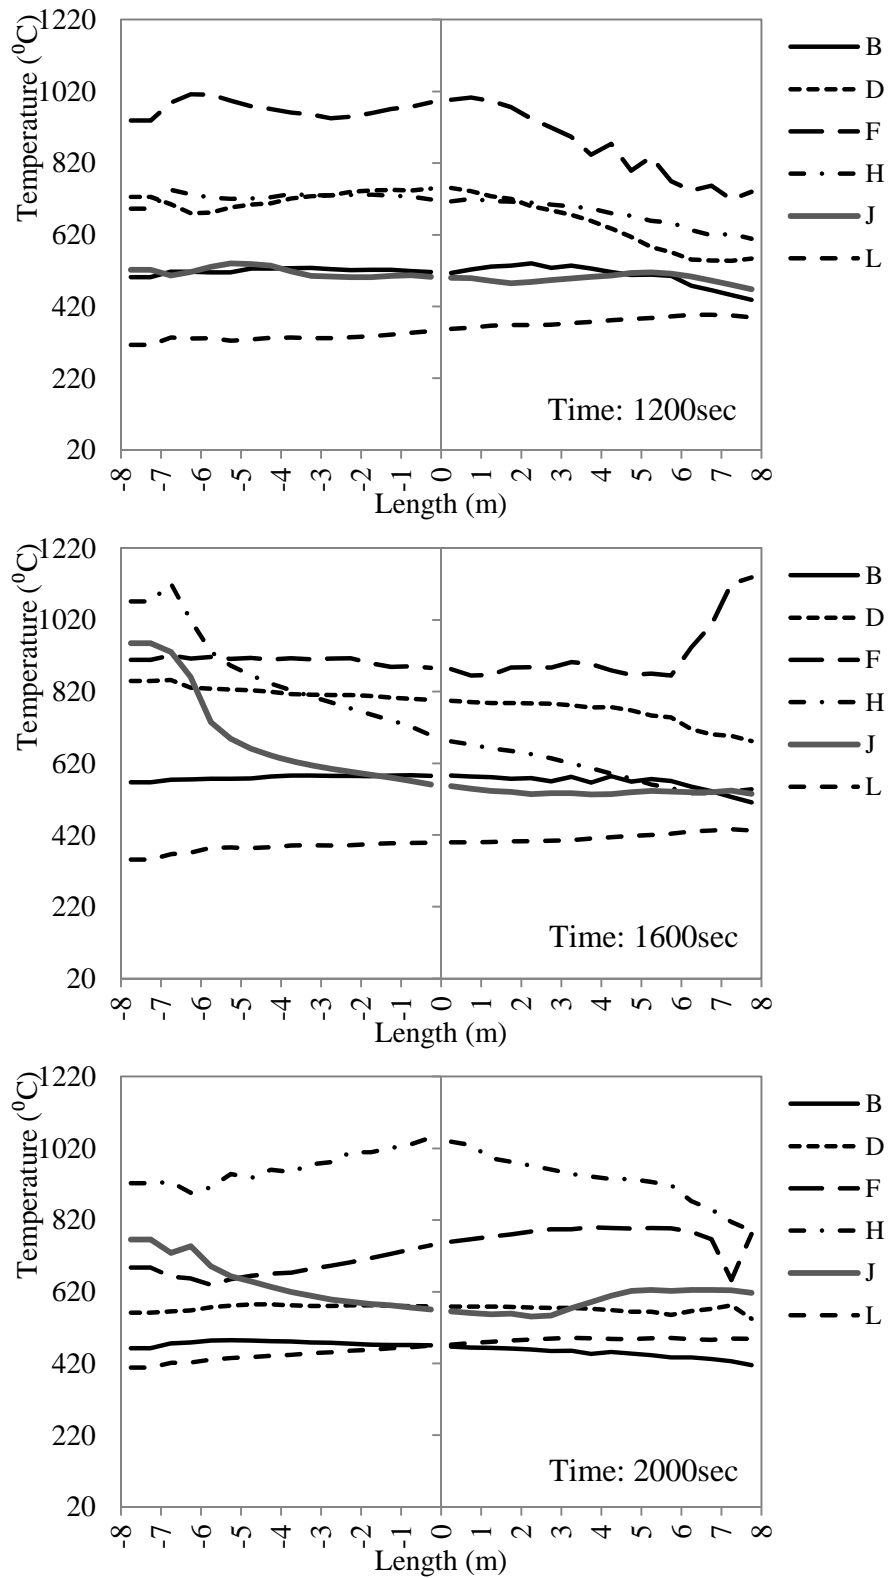 Temperature (⁰C)
1220
1020
820
620
420
220
20
-8 -7 -6 -5 -4 -3 -2 -1 0 1 2 3 4 5 6 7 8
Length (m)
Time: 1200sec
B
D
F
H
J
L
Temperature (⁰C)
1220
1020
820
620
420
220
20
-8 -7 -6 -5 -4 -3 -2 -1 0 1 2 3 4 5 6 7 8
Length (m)
Time: 1600sec
B
D
F
H
J
L
Temperature (⁰C)
1220
1020
820
620
420
220
20
-8 -7 -6 -5 -4 -3 -2 -1 0 1 2 3 4 5 6 7 8
Length (m)
Time: 2000sec
B
D
F
H
J
L